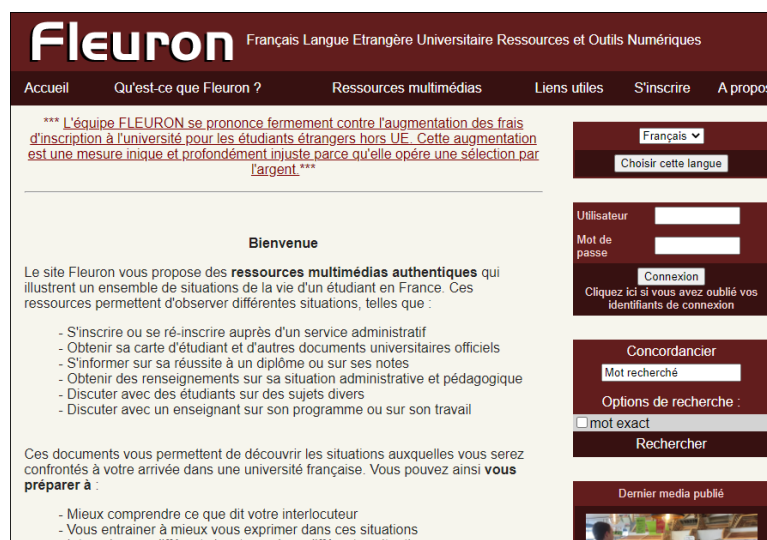 Fleuron Français Langue Etrangère Universitaire Ressources et Outils Numériques
Accueil Qu'est-ce que Fleuron ? Ressources multimédias Liens utiles S'inscrire A propos
*** L'équipe FLEURON se prononce fermement contre l'augmentation des frais
d'inscription à l'université pour les étudiants étrangers hors UE. Cette augmentation
est une mesure inique et profondément injuste parce qu'elle opére une sélection par
l'argent.***
Bienvenue
Le site Fleuron vous propose des ressources multimédias authentiques qui
illustrent un ensemble de situations de la vie d'un étudiant en France. Ces
ressources permettent d'observer différentes situations, telles que :
- S'inscrire ou se ré-inscrire auprès d'un service administratif
- Obtenir sa carte d'étudiant et d'autres documents universitaires officiels
- S'informer sur sa réussite à un diplôme ou sur ses notes
- Obtenir des renseignements sur sa situation administrative et pédagogique
- Discuter avec des étudiants sur des sujets divers
- Discuter avec un enseignant sur son programme ou sur son travail
Ces documents vous permettent de découvrir les situations auxquelles vous serez
confrontés à votre arrivée dans une université française. Vous pouvez ainsi vous
préparer à :
- Mieux comprendre ce que dit votre interlocuteur
- Vous entrainer à mieux vous exprimer dans ces situations
Français
Choisir cette langue
Utilisateur
Mot de
passe
Connexion
Cliquez ici si vous avez oublié vos
identifiants de connexion
Concordancier
Mot recherché
Options de recherche :
mot exact
Rechercher
Dernier media publié